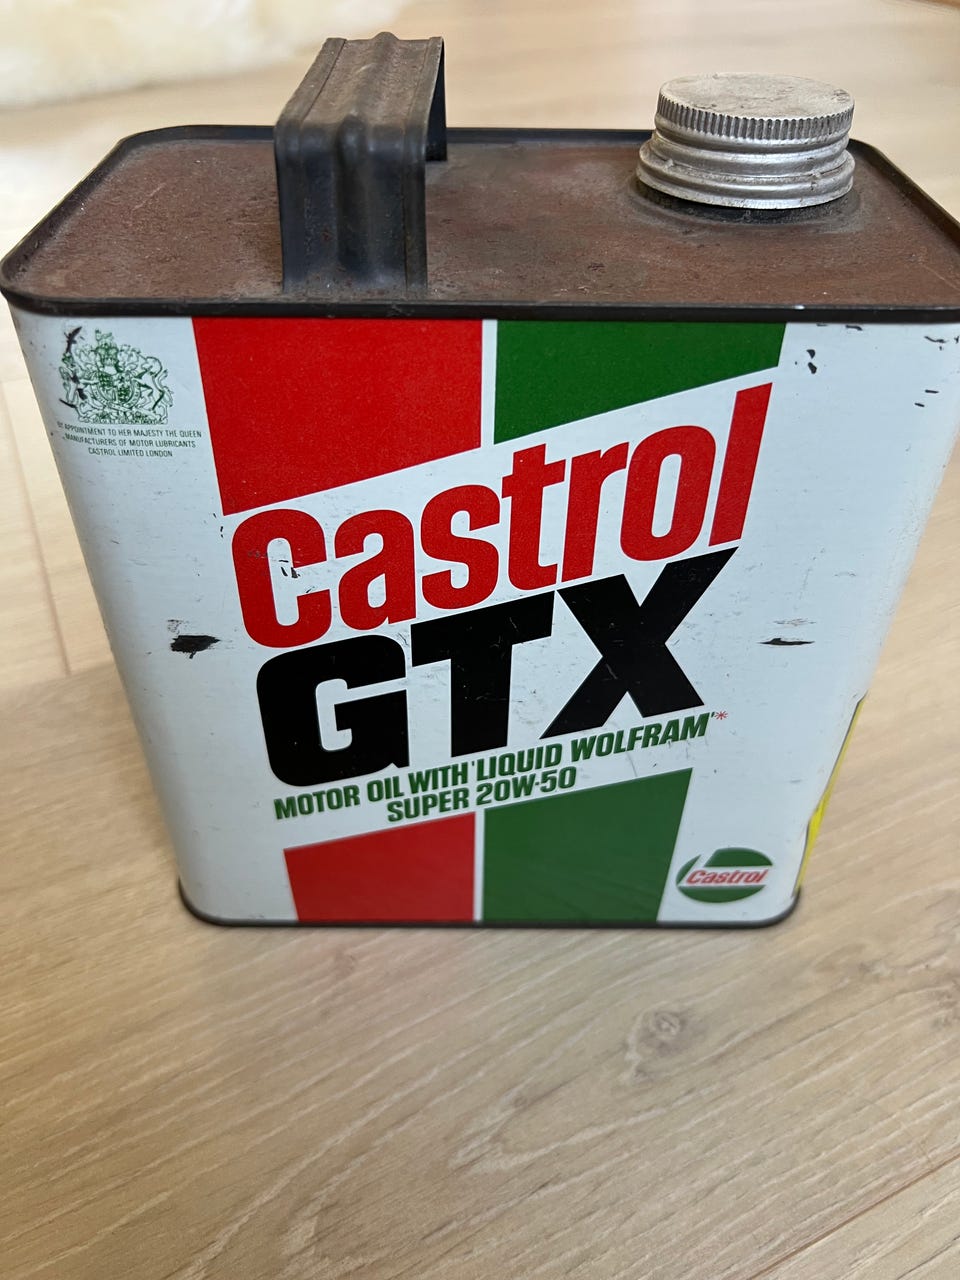 BY APPOINTMENT TO HER MAJESTY THE QUEEN
MANUFACTURERS OF MOTOR LUBRICANTS
CASTROL LIMITED LONDON
Castrol
GTX
MOTOR OIL WITH 'LIQUID WOLFRAM'*
SUPER 20W-50
Castrol